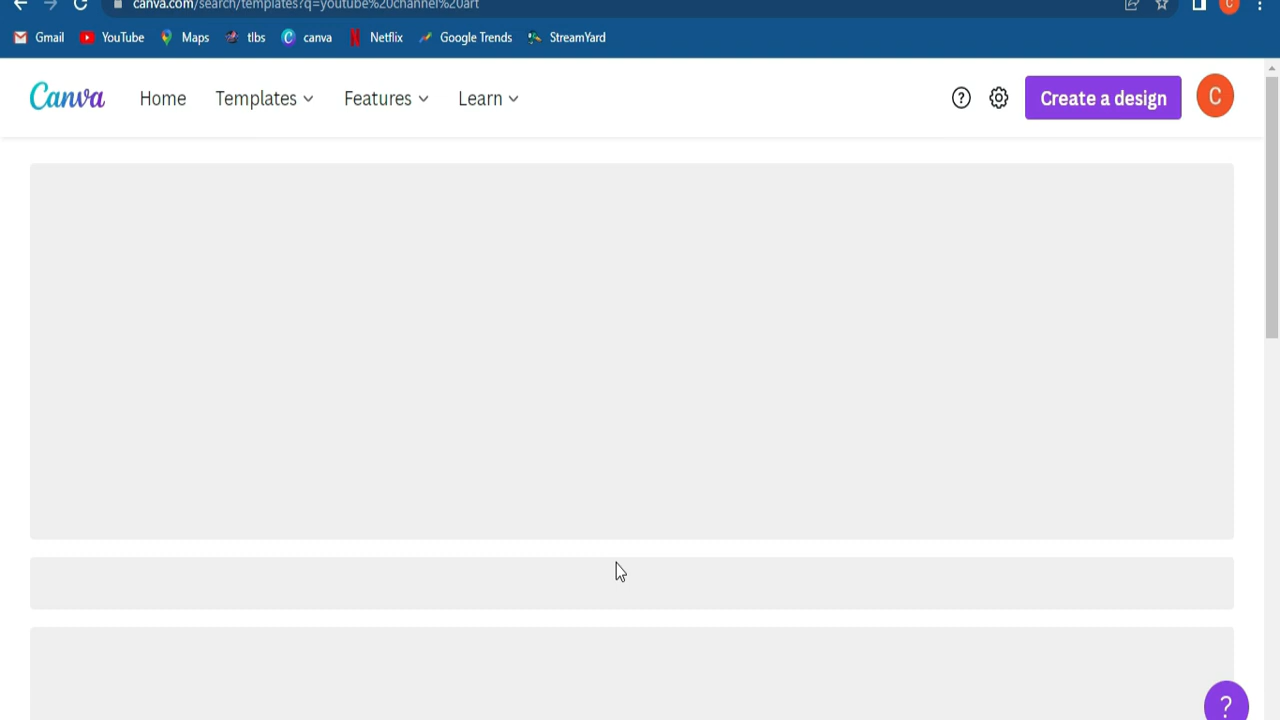 canva.com/search/templates?q=youtube%20channel%20art
C
Gmail YouTube Maps tlbs canva Netflix Google Trends StreamYard
Canva Home Templates Features Learn ? Create a design C
?